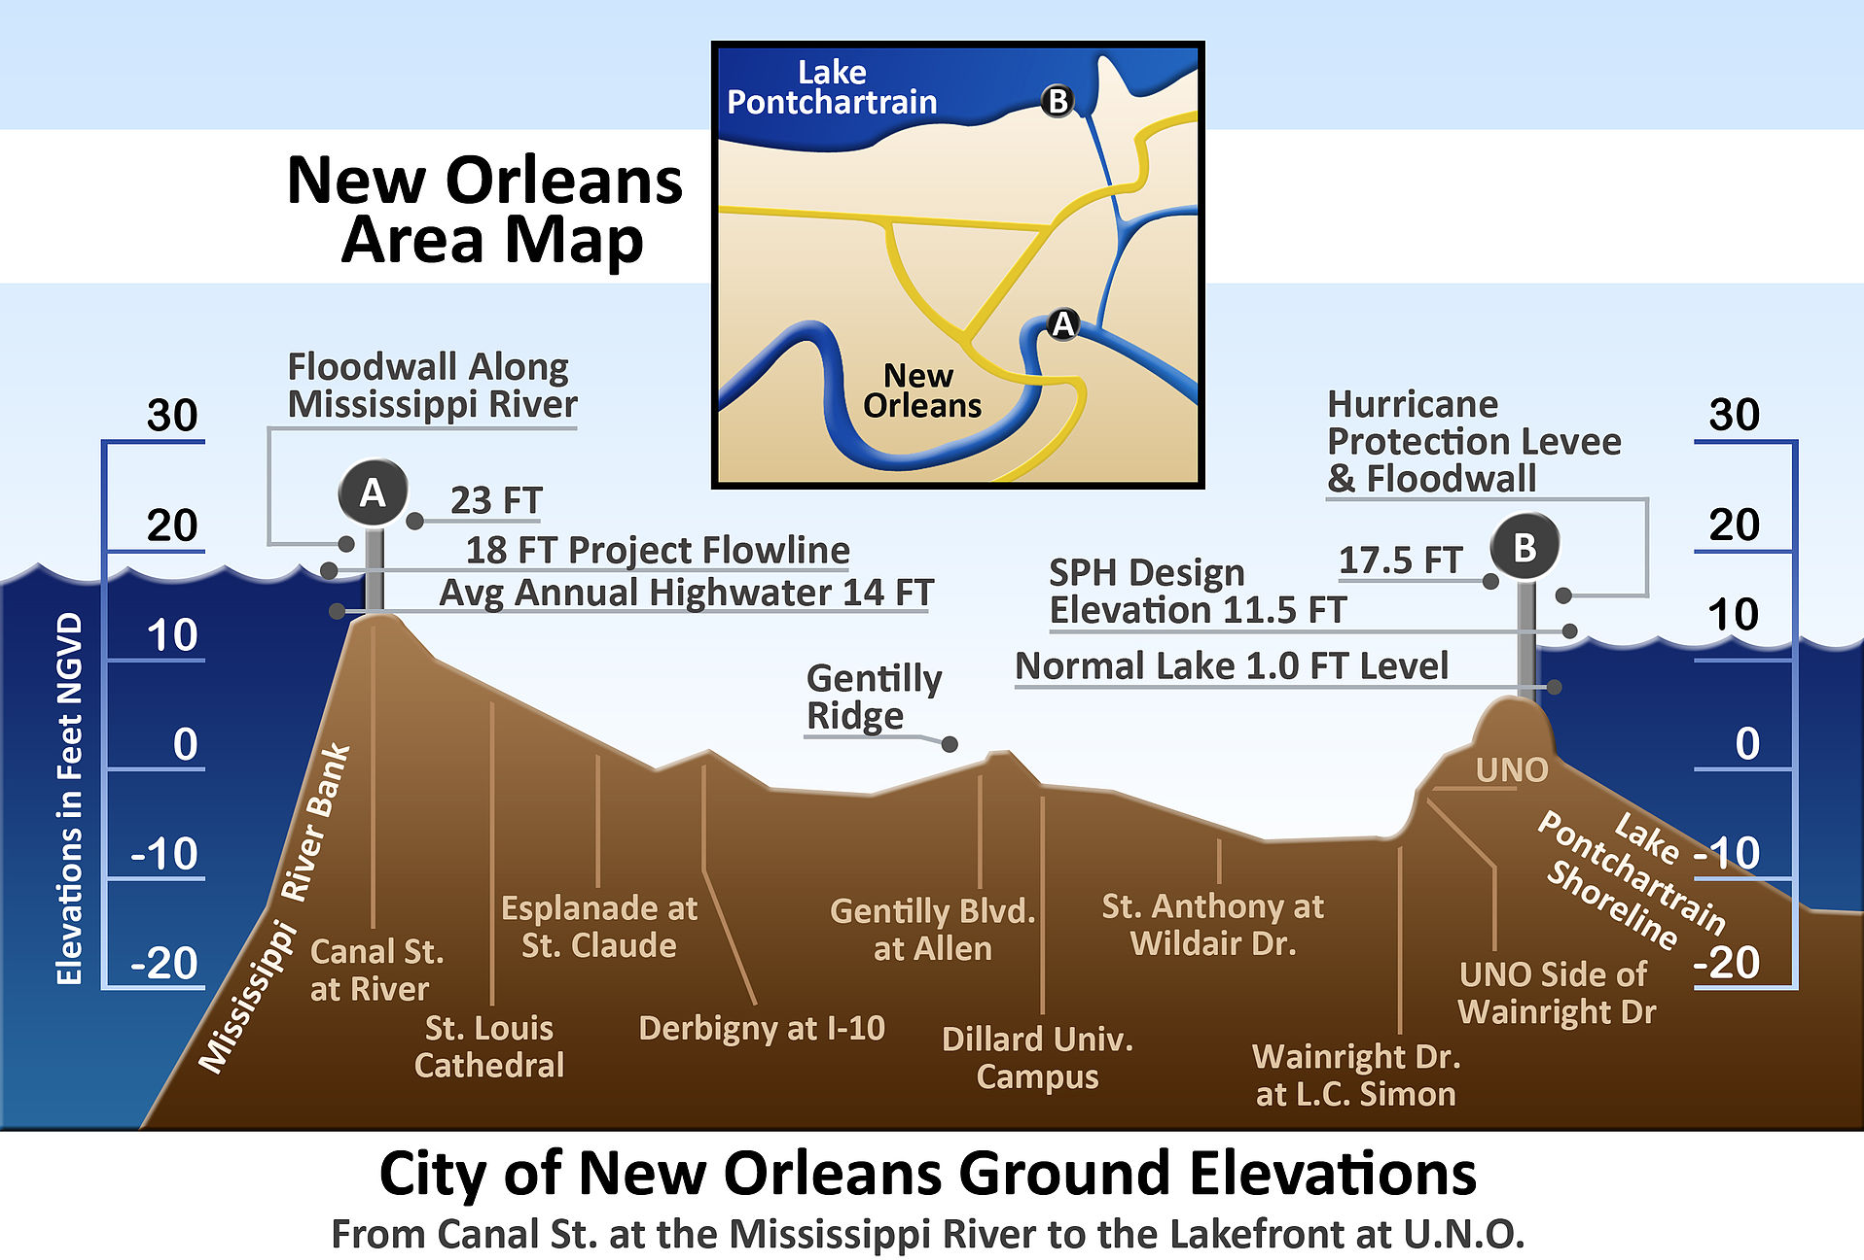 Lake
Pontchartrain
B
A
New
Orleans
New Orleans
Area Map
Floodwall Along
Mississippi River
A
23 FT
18 FT Project Flowline
Avg Annual Highwater 14 FT
Hurricane
Protection Levee
& Floodwall
B
17.5 FT
SPH Design
Elevation 11.5 FT
Normal Lake 1.0 FT Level
Gentilly
Ridge
Elevations in Feet NGVD
30
20
10
0
-10
-20
30
20
10
0
-10
-20
Mississippi River Bank
Canal St.
at River
St. Louis
Cathedral
Esplanade at
St. Claude
Derbigny at I-10
Gentilly Blvd.
at Allen
Dillard Univ.
Campus
St. Anthony at
Wildair Dr.
Wainright Dr.
at L.C. Simon
UNO
UNO Side of
Wainright Dr
Lake
Pontchartrain
Shoreline
City of New Orleans Ground Elevations
From Canal St. at the Mississippi River to the Lakefront at U.N.O.